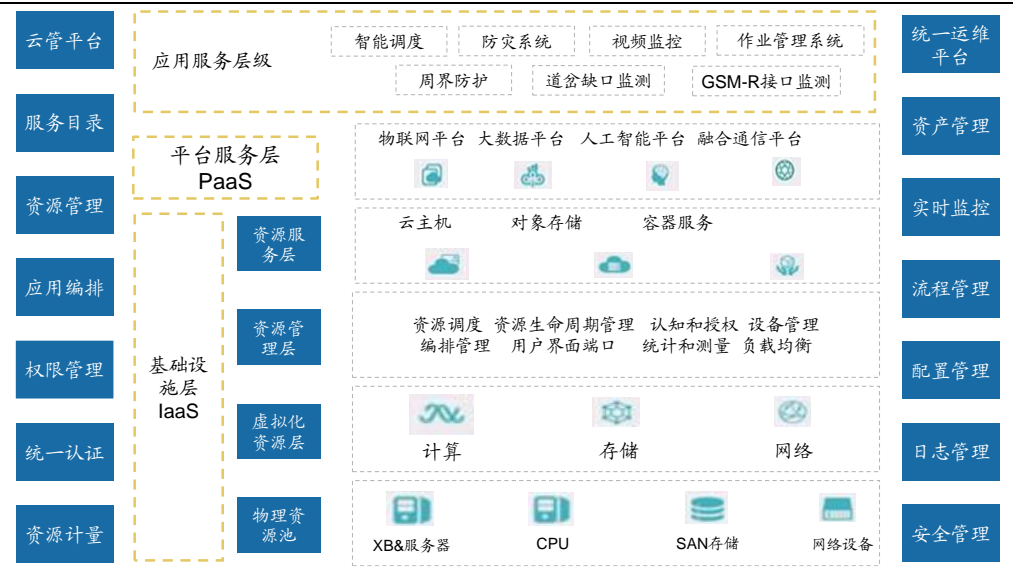 云管平台
服务目录
资源管理
应用编排
权限管理
统一认证
资源计量
应用服务层级
智能调度 防灾系统 视频监控 作业管理系统
周界防护 道岔缺口监测 GSM-R接口监测
平台服务层
PaaS
物联网平台 大数据平台 人工智能平台 融合通信平台
基础设
施层
IaaS
资源服
务层
云主机 对象存储 容器服务
资源管
理层
资源调度 资源生命周期管理 认知和授权 设备管理
编排管理 用户界面端口 统计和测量 负载均衡
虚拟化
资源层
计算 存储 网络
物理资
源池
XB&服务器 CPU SAN存储 网络设备
统一运维
平台
资产管理
实时监控
流程管理
配置管理
日志管理
安全管理